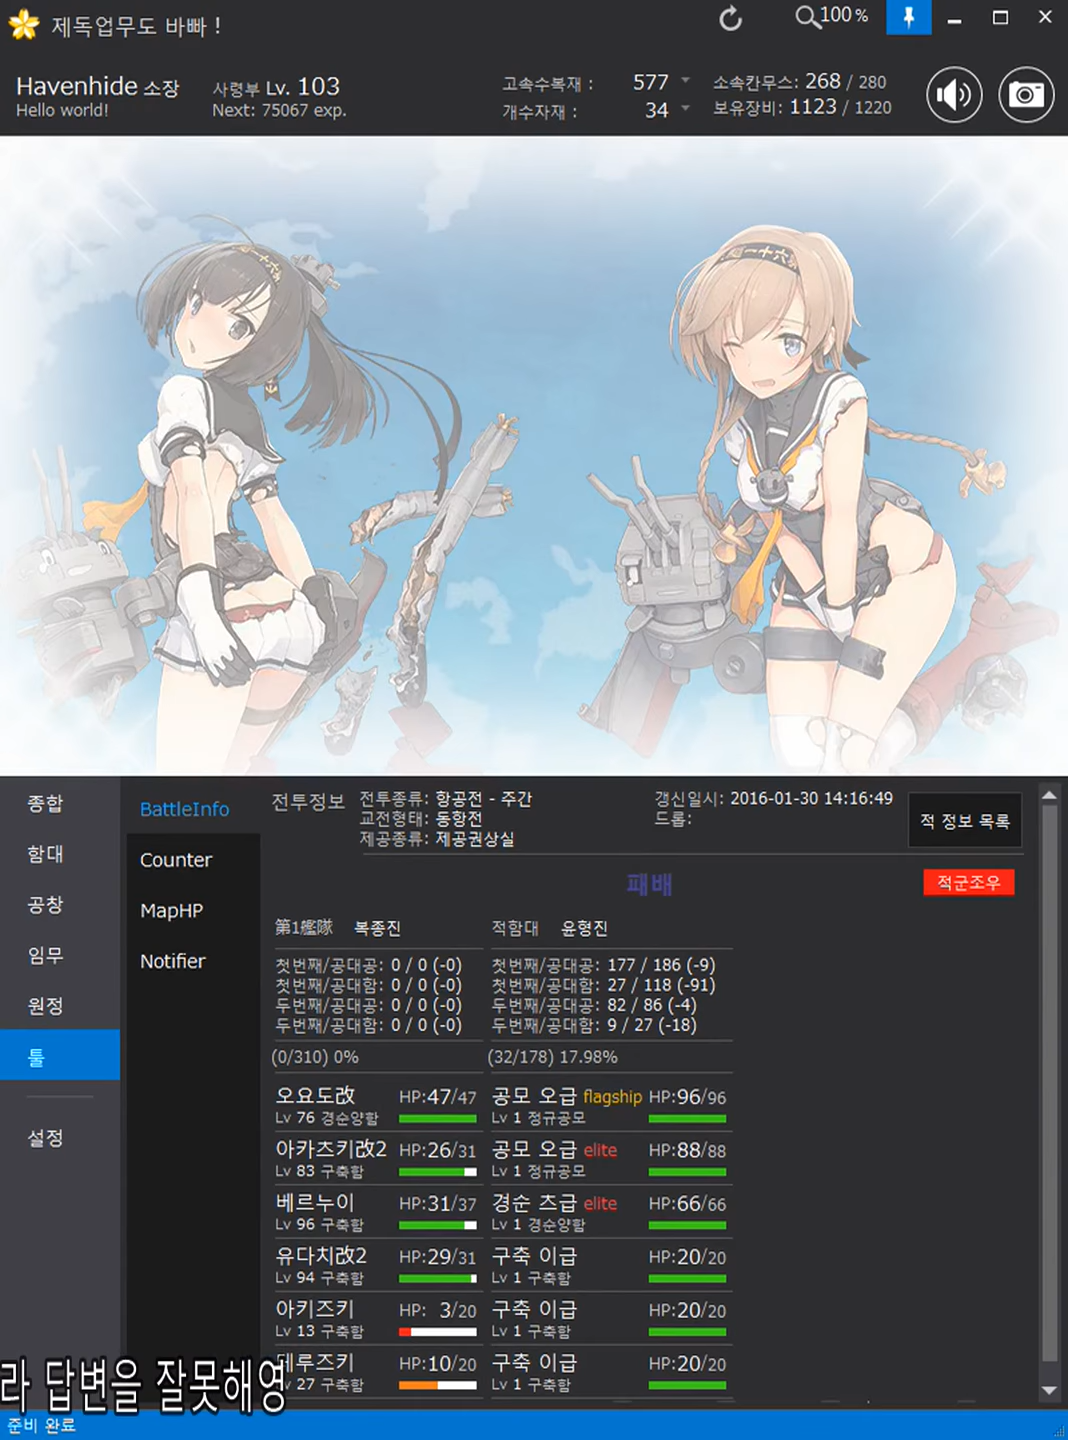 제독업무도 바빠 !
100 %
Havenhide 소장
Hello world!
사령부 Lv. 103
Next: 75067 exp.
고속수복재 : 577
개수자재 : 34
소속칸무스: 268 / 280
보유장비: 1123 / 1220
一十六
一十六
종합
함대
공창
임무
원정
툴
설정
BattleInfo
Counter
MapHP
Notifier
전투정보
전투종류: 항공전 - 주간
교전형태: 동항전
제공종류: 제공권상실
갱신일시: 2016-01-30 14:16:49
드롭:
적 정보 목록
패배
적군조우
第1艦隊 복종진
첫번째/공대공: 0 / 0 (-0)
첫번째/공대함: 0 / 0 (-0)
두번째/공대공: 0 / 0 (-0)
두번째/공대함: 0 / 0 (-0)
(0/310) 0%
오요도改 HP:47/47
Lv 76 경순양함
아카츠키改2 HP:26/31
Lv 83 구축함
베르누이 HP:31/37
Lv 96 구축함
유다치改2 HP:29/31
Lv 94 구축함
아키즈키 HP: 3/20
Lv 13 구축함
테루즈키 HP:10/20
Lv 27 구축함
적함대 윤형진
첫번째/공대공: 177 / 186 (-9)
첫번째/공대함: 27 / 118 (-91)
두번째/공대공: 82 / 86 (-4)
두번째/공대함: 9 / 27 (-18)
(32/178) 17.98%
공모 오급 flagship HP:96/96
Lv 1 정규공모
공모 오급 elite HP:88/88
Lv 1 정규공모
경순 츠급 elite HP:66/66
Lv 1 경순양함
구축 이급 HP:20/20
Lv 1 구축함
구축 이급 HP:20/20
Lv 1 구축함
구축 이급 HP:20/20
Lv 1 구축함
라 답변을 잘못해영
준비 완료